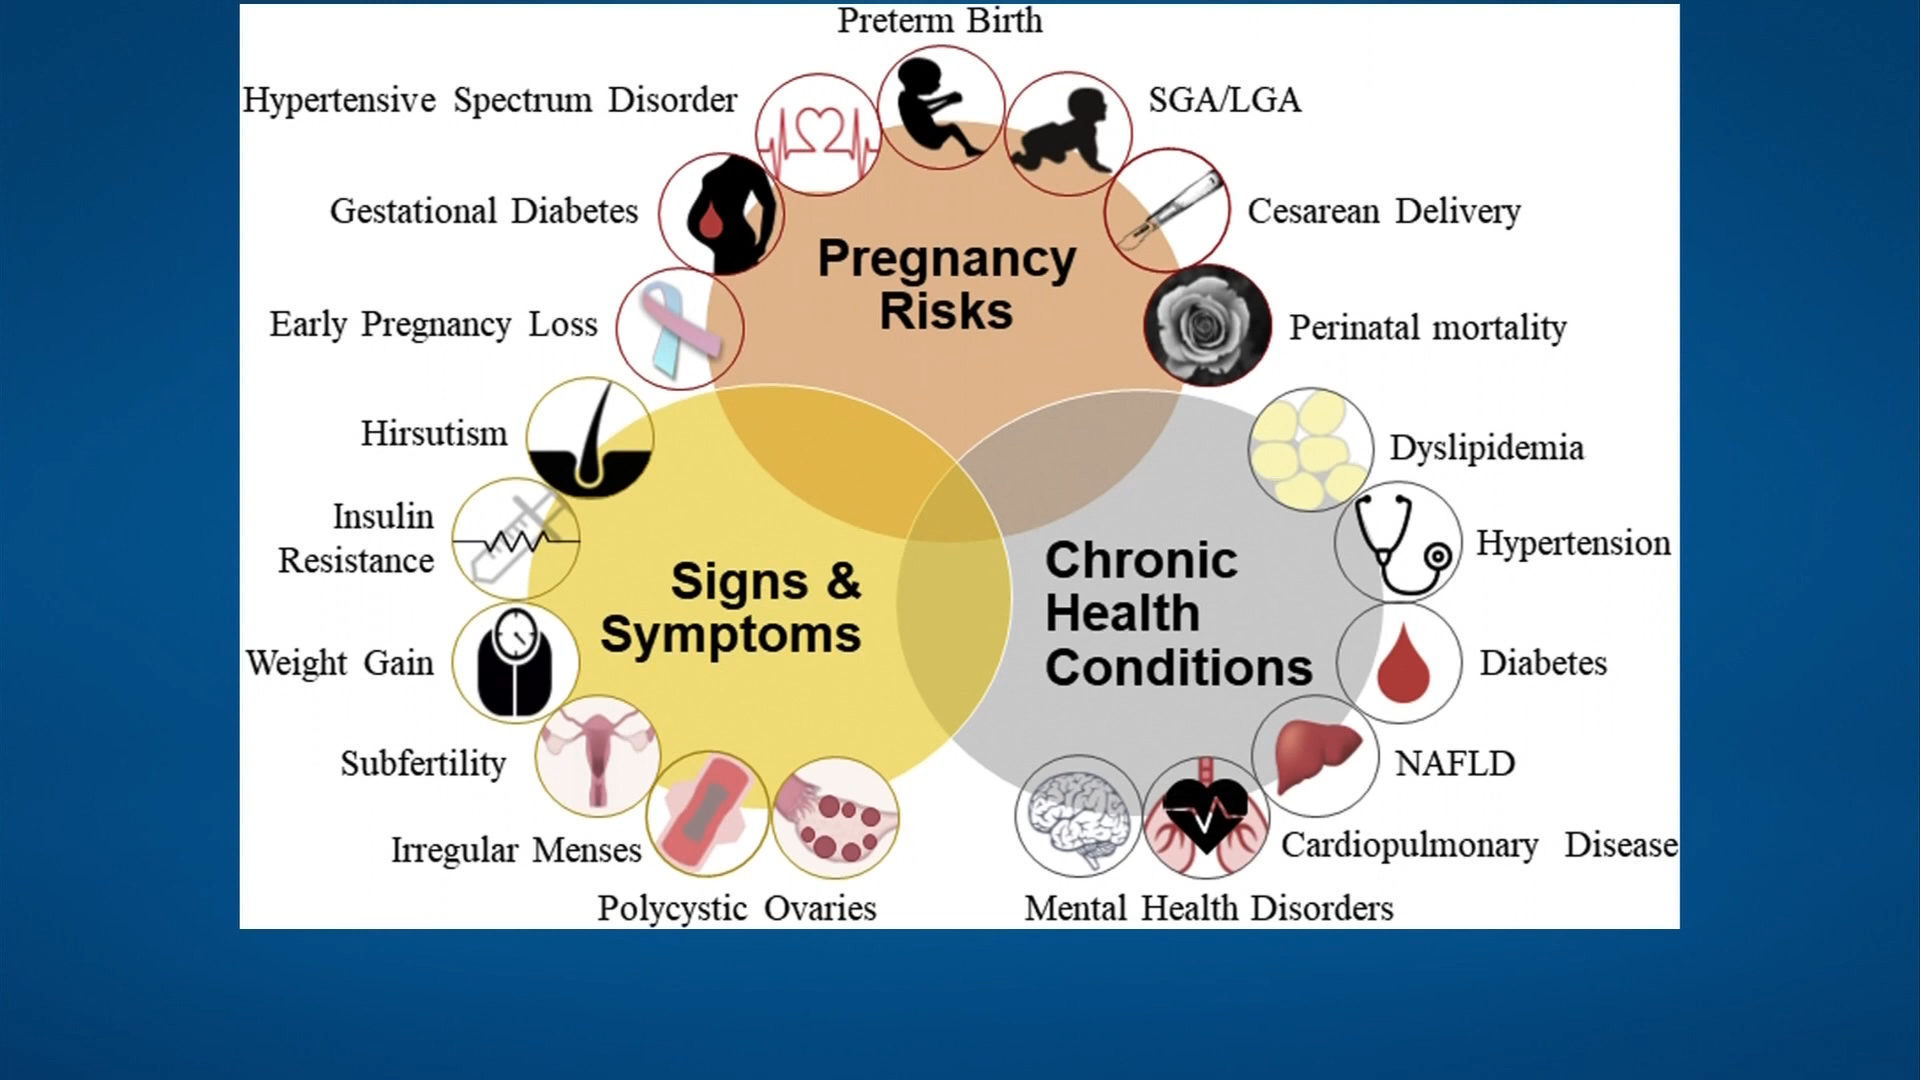 Preterm Birth
Hypertensive Spectrum Disorder
SGA/LGA
Gestational Diabetes
Cesarean Delivery
Early Pregnancy Loss
Perinatal mortality
Pregnancy
Risks
Hirsutism
Dyslipidemia
Insulin
Resistance
Hypertension
Signs &
Symptoms
Chronic
Health
Conditions
Weight Gain
Diabetes
Subfertility
NAFLD
Irregular Menses
Cardiopulmonary Disease
Polycystic Ovaries
Mental Health Disorders